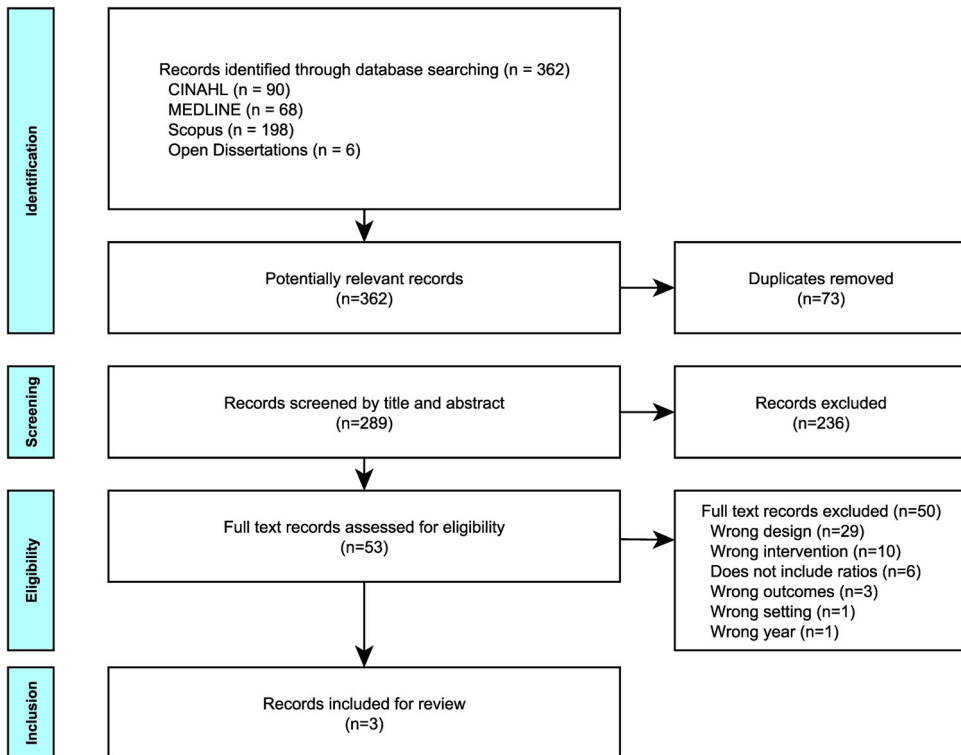 Identification
Records identified through database searching (n = 362)
CINAHL (n = 90)
MEDLINE (n = 68)
Scopus (n = 198)
Open Dissertations (n = 6)
Potentially relevant records
(n=362)
Duplicates removed
(n=73)
Screening
Records screened by title and abstract
(n=289)
Records excluded
(n=236)
Eligibility
Full text records assessed for eligibility
(n=53)
Full text records excluded (n=50)
Wrong design (n=29)
Wrong intervention (n=10)
Does not include ratios (n=6)
Wrong outcomes (n=3)
Wrong setting (n=1)
Wrong year (n=1)
Inclusion
Records included for review
(n=3)